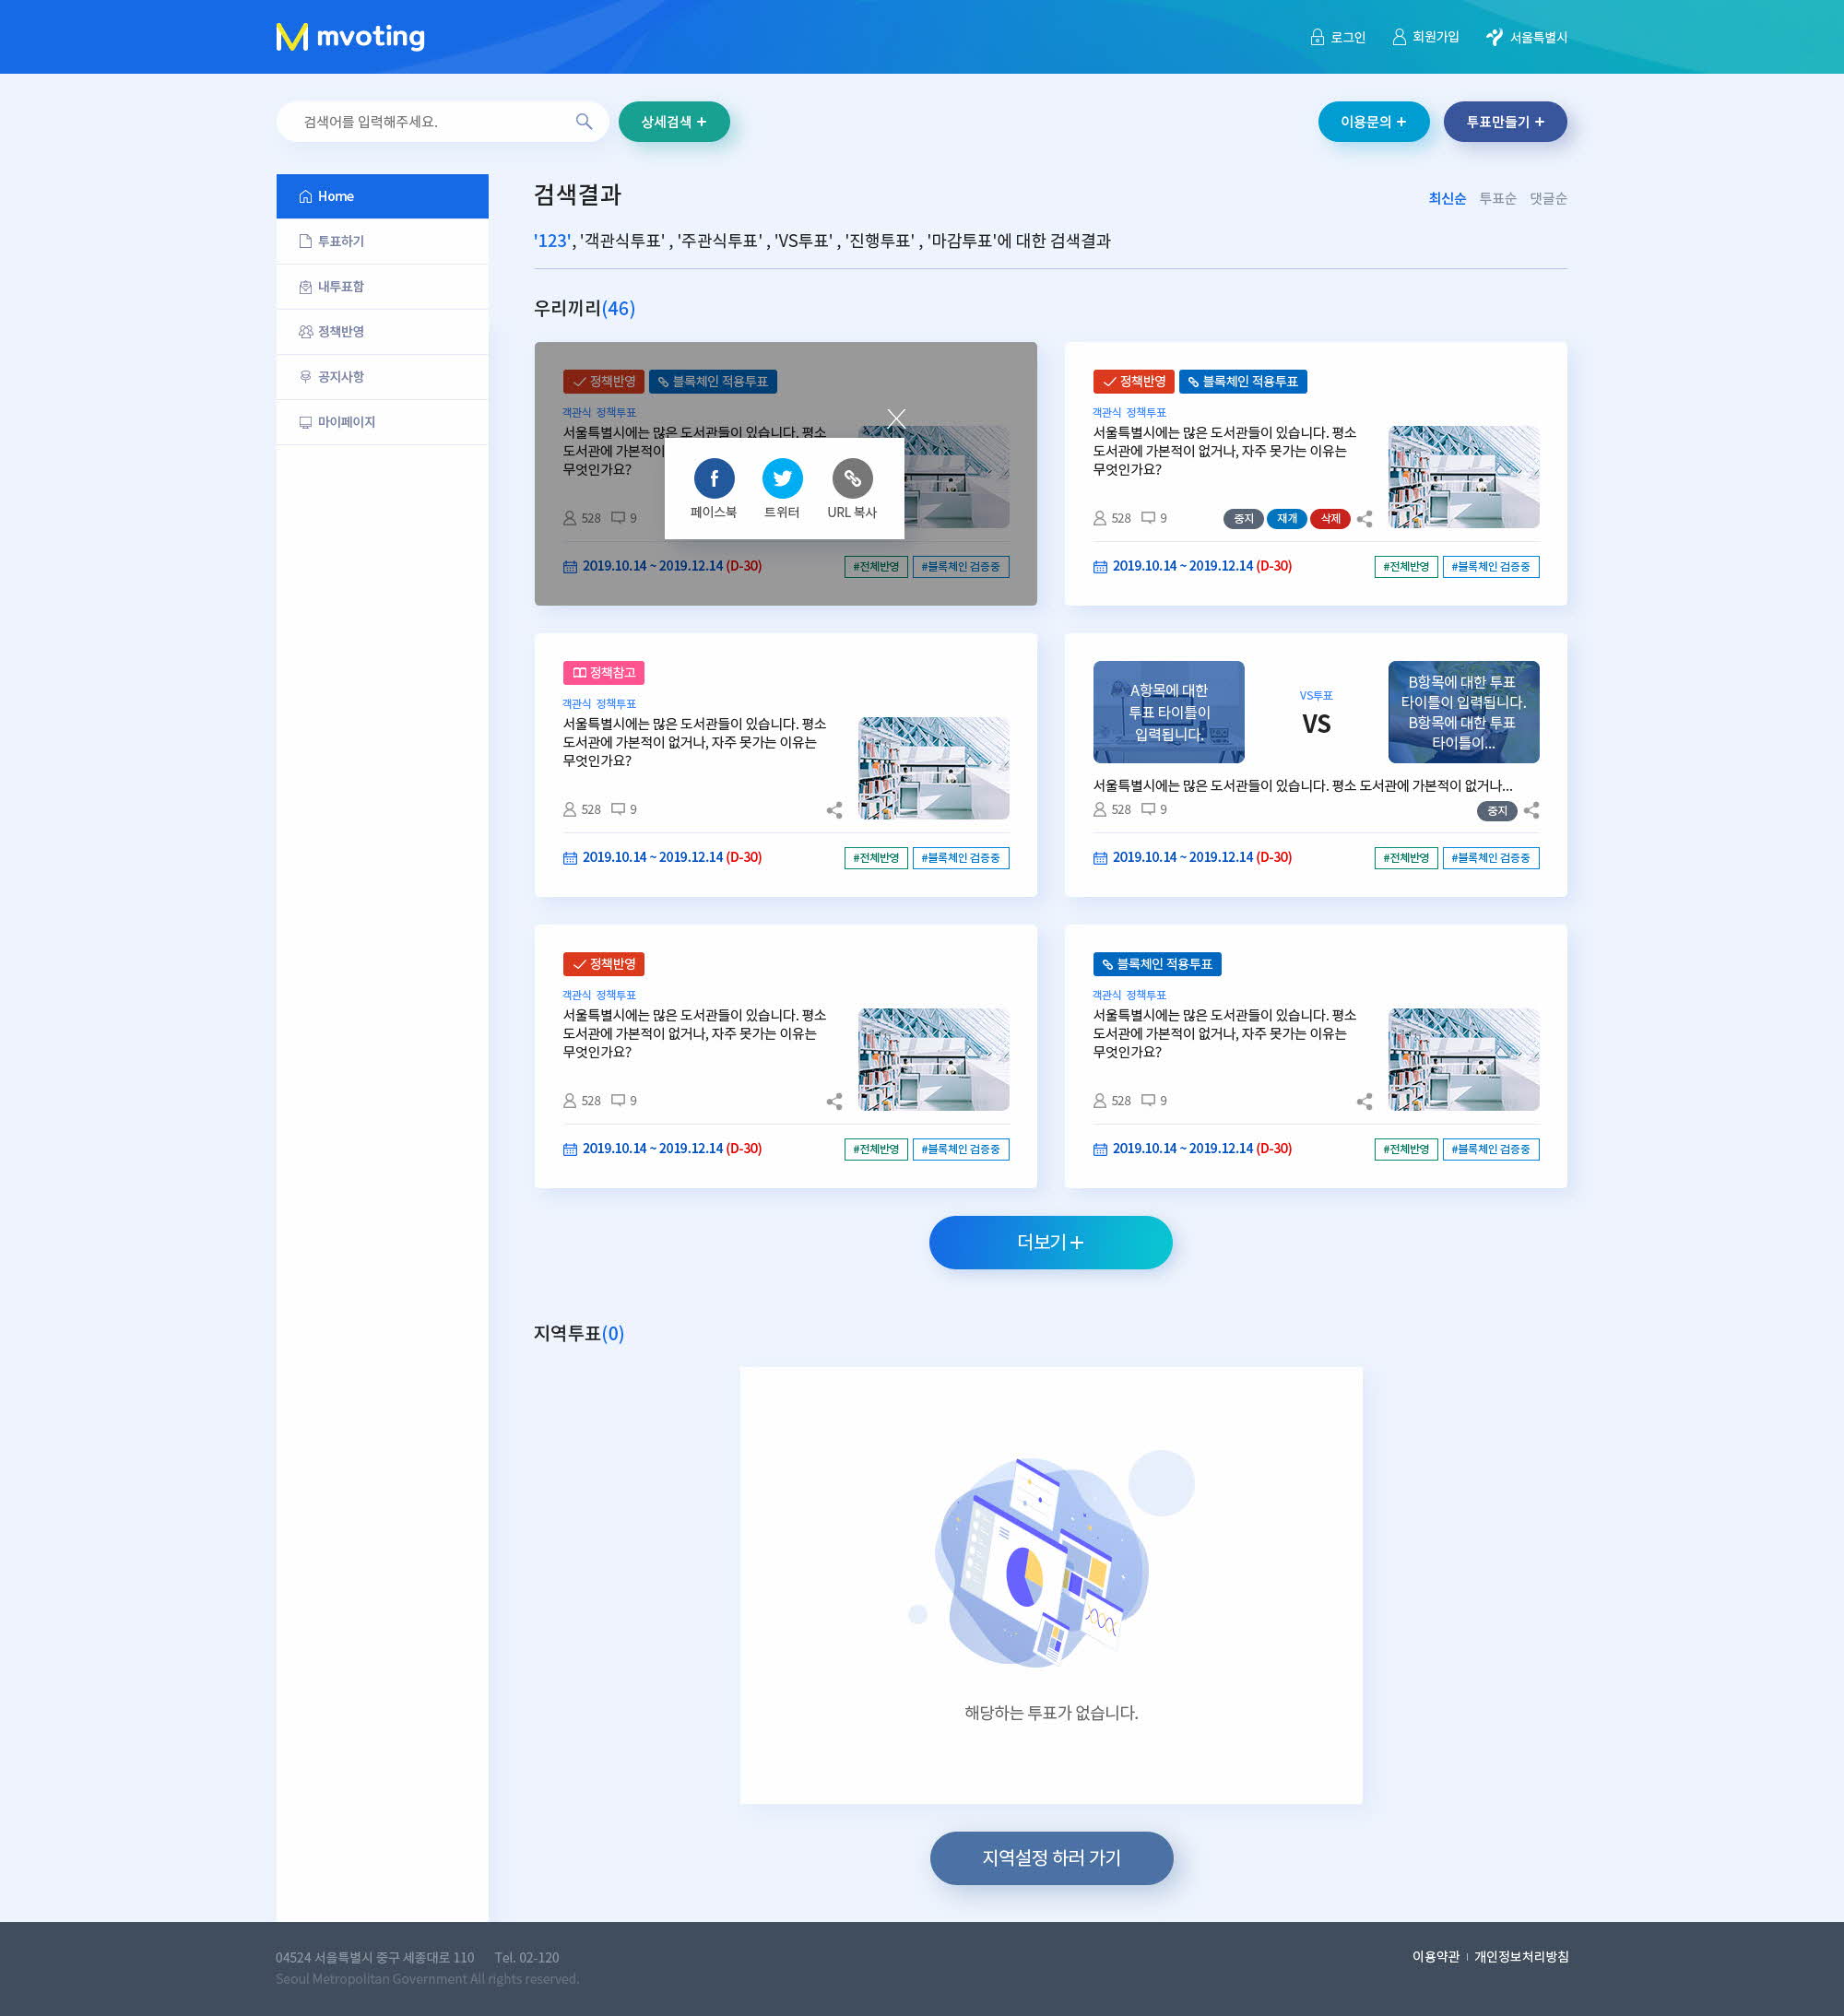 mvoting
로그인
회원가입
서울특별시
검색어를 입력해주세요.
상세검색 +
이용문의 +
투표만들기 +
Home
투표하기
내투표함
정책반영
공지사항
마이페이지
검색결과
최신순 투표순 댓글순
'123', '객관식투표' , '주관식투표' , 'VS투표' , '진행투표' , '마감투표'에 대한 검색결과
우리끼리(46)
정책반영 블록체인 적용투표
객관식 정책투표
서울특별시에는 많은 도서관들이 있습니다. 평소
도서관에 가본적이
무엇인가요?
페이스북 트위터 URL 복사
528 9
2019.10.14 ~ 2019.12.14 (D-30)
#전체반영 #블록체인 검증중
정책반영 블록체인 적용투표
객관식 정책투표
서울특별시에는 많은 도서관들이 있습니다. 평소
도서관에 가본적이 없거나, 자주 못가는 이유는
무엇인가요?
528 9
중지 재개 삭제
2019.10.14 ~ 2019.12.14 (D-30)
#전체반영 #블록체인 검증중
정책참고
객관식 정책투표
서울특별시에는 많은 도서관들이 있습니다. 평소
도서관에 가본적이 없거나, 자주 못가는 이유는
무엇인가요?
528 9
2019.10.14 ~ 2019.12.14 (D-30)
#전체반영 #블록체인 검증중
A항목에 대한
투표 타이틀이
입력됩니다.
VS투표
VS
B항목에 대한 투표
타이틀이 입력됩니다.
B항목에 대한 투표
타이틀이...
서울특별시에는 많은 도서관들이 있습니다. 평소 도서관에 가본적이 없거나...
528 9
중지
2019.10.14 ~ 2019.12.14 (D-30)
#전체반영 #블록체인 검증중
정책반영
객관식 정책투표
서울특별시에는 많은 도서관들이 있습니다. 평소
도서관에 가본적이 없거나, 자주 못가는 이유는
무엇인가요?
528 9
2019.10.14 ~ 2019.12.14 (D-30)
#전체반영 #블록체인 검증중
블록체인 적용투표
객관식 정책투표
서울특별시에는 많은 도서관들이 있습니다. 평소
도서관에 가본적이 없거나, 자주 못가는 이유는
무엇인가요?
528 9
2019.10.14 ~ 2019.12.14 (D-30)
#전체반영 #블록체인 검증중
더보기 +
지역투표(0)
해당하는 투표가 없습니다.
지역설정 하러 가기
04524 서울특별시 중구 세종대로 110 Tel. 02-120
Seoul Metropolitan Government All rights reserved.
이용약관 | 개인정보처리방침